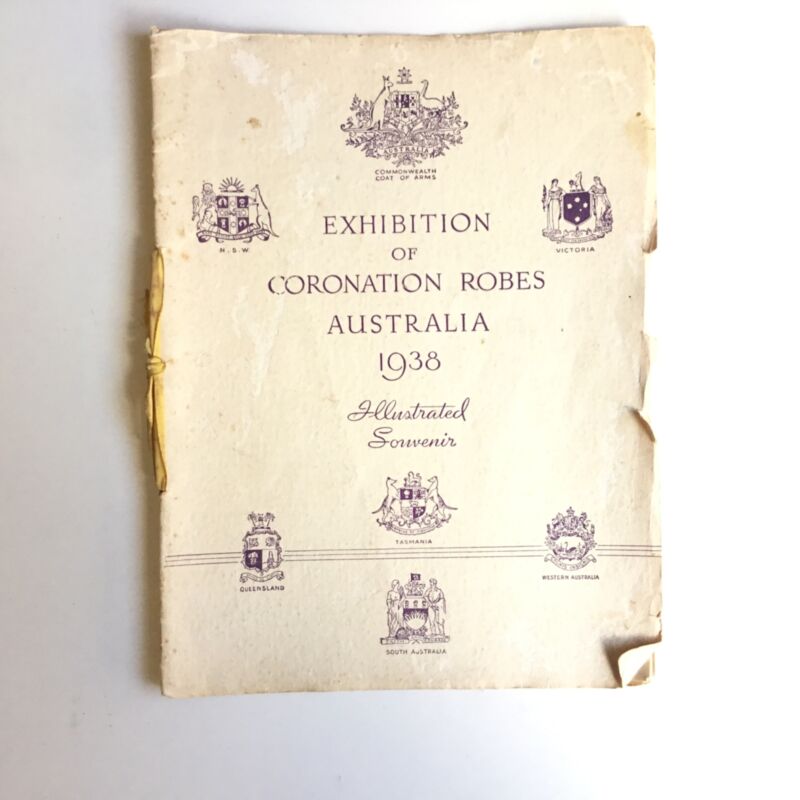 AUSTRALIA
COMMONWEALTH
COAT OF ARMS
N.S.W.
VICTORIA
EXHIBITION
OF
CORONATION ROBES
AUSTRALIA
1938
Illustrated
Souvenir
TASMANIA
QUEENSLAND
WESTERN AUSTRALIA
SOUTH AUSTRALIA